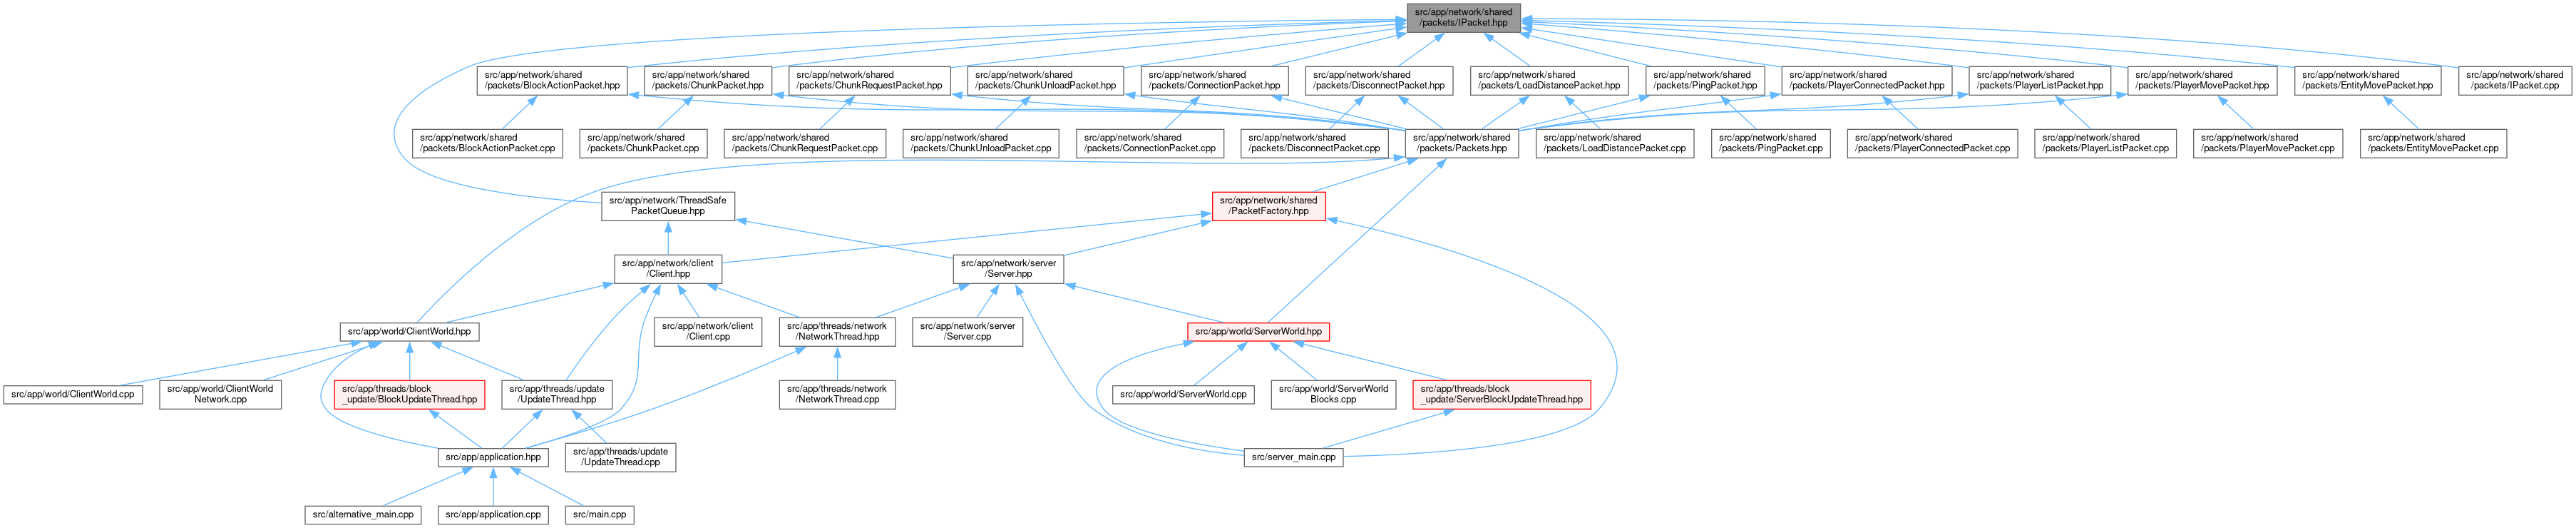 src/app/network/shared
/packets/IPacket.hpp
src/app/network/shared
/packets/BlockActionPacket.hpp
src/app/network/shared
/packets/ChunkPacket.hpp
src/app/network/shared
/packets/ChunkRequestPacket.hpp
src/app/network/shared
/packets/ChunkUnloadPacket.hpp
src/app/network/shared
/packets/ConnectionPacket.hpp
src/app/network/shared
/packets/DisconnectPacket.hpp
src/app/network/shared
/packets/LoadDistancePacket.hpp
src/app/network/shared
/packets/PingPacket.hpp
src/app/network/shared
/packets/PlayerConnectedPacket.hpp
src/app/network/shared
/packets/PlayerListPacket.hpp
src/app/network/shared
/packets/PlayerMovePacket.hpp
src/app/network/shared
/packets/EntityMovePacket.hpp
src/app/network/shared
/packets/IPacket.cpp
src/app/network/shared
/packets/BlockActionPacket.cpp
src/app/network/shared
/packets/ChunkPacket.cpp
src/app/network/shared
/packets/ChunkRequestPacket.cpp
src/app/network/shared
/packets/ChunkUnloadPacket.cpp
src/app/network/shared
/packets/ConnectionPacket.cpp
src/app/network/shared
/packets/DisconnectPacket.cpp
src/app/network/shared
/packets/Packets.hpp
src/app/network/shared
/packets/LoadDistancePacket.cpp
src/app/network/shared
/packets/PingPacket.cpp
src/app/network/shared
/packets/PlayerConnectedPacket.cpp
src/app/network/shared
/packets/PlayerListPacket.cpp
src/app/network/shared
/packets/PlayerMovePacket.cpp
src/app/network/shared
/packets/EntityMovePacket.cpp
src/app/network/ThreadSafe
PacketQueue.hpp
src/app/network/shared
/PacketFactory.hpp
src/app/network/client
/Client.hpp
src/app/network/server
/Server.hpp
src/app/world/ClientWorld.hpp
src/app/network/client
/Client.cpp
src/app/threads/network
/NetworkThread.hpp
src/app/network/server
/Server.cpp
src/app/world/ServerWorld.hpp
src/app/world/ClientWorld.cpp
src/app/world/ClientWorld
Network.cpp
src/app/threads/block
_update/BlockUpdateThread.hpp
src/app/threads/update
/UpdateThread.hpp
src/app/threads/network
/NetworkThread.cpp
src/app/world/ServerWorld.cpp
src/app/world/ServerWorld
Blocks.cpp
src/app/threads/block
_update/ServerBlockUpdateThread.hpp
src/app/application.hpp
src/app/threads/update
/UpdateThread.cpp
src/server_main.cpp
src/alternative_main.cpp
src/app/application.cpp
src/main.cpp